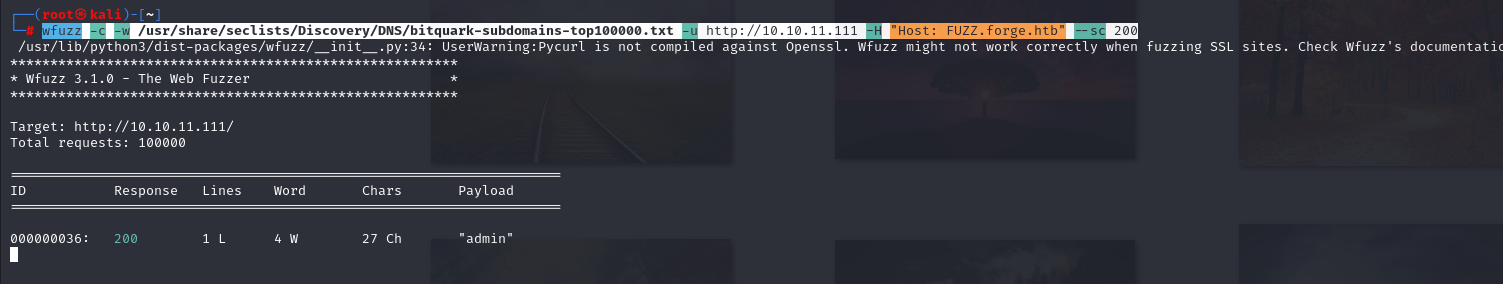 ┌──(root㉿kali)-[~]
└─# wfuzz -c -w /usr/share/seclists/Discovery/DNS/bitquark-subdomains-top100000.txt -u http://10.10.11.111 -H "Host: FUZZ.forge.htb" --sc 200
/usr/lib/python3/dist-packages/wfuzz/__init__.py:34: UserWarning:Pycurl is not compiled against Openssl. Wfuzz might not work correctly when fuzzing SSL sites. Check Wfuzz's documentatio
********************************************************
* Wfuzz 3.1.0 - The Web Fuzzer                         *
********************************************************
Target: http://10.10.11.111/
Total requests: 100000
=====================================================================
ID           Response   Lines    Word       Chars       Payload
=====================================================================
000000036:   200        1 L      4 W        27 Ch       "admin"